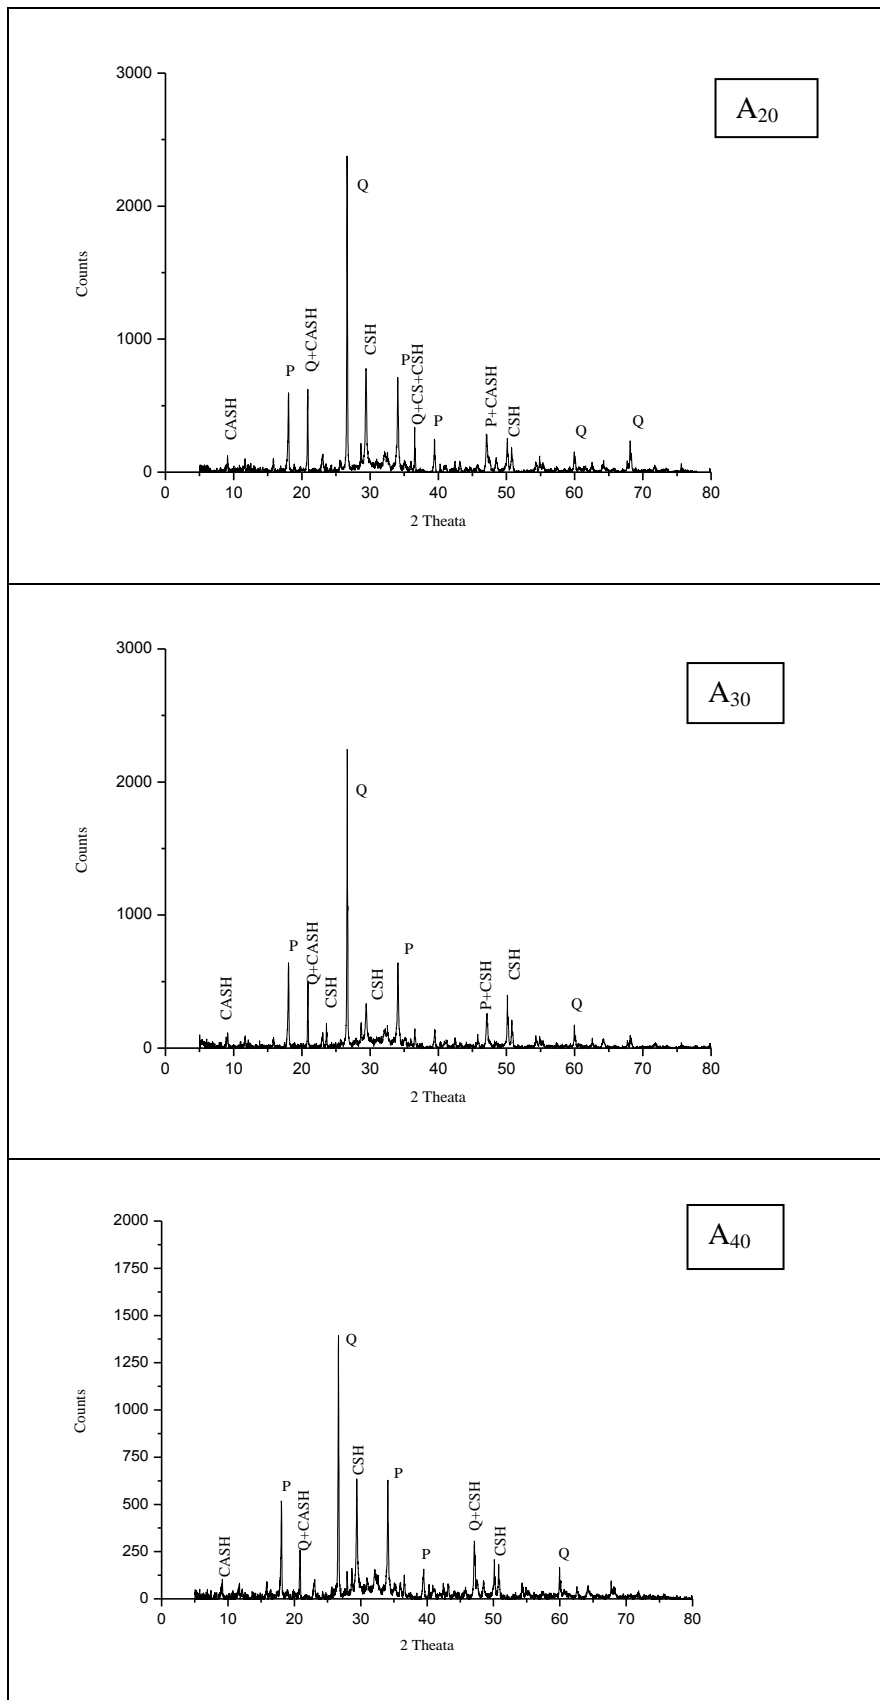 A20
3000
2000
1000
0
Counts
CASH
P
Q+CASH
Q
CSH
P
Q+CS+CSH
P
P+CASH
CSH
Q
Q
0 10 20 30 40 50 60 70 80
2 Theata
A30
3000
2000
1000
0
Counts
CASH
P
Q+CASH
CSH
Q
CSH
P
P+CSH
CSH
Q
0 10 20 30 40 50 60 70 80
2 Theata
A40
2000
1750
1500
1250
1000
750
500
250
0
Counts
CASH
P
Q+CASH
Q
CSH
P
P
Q+CSH
CSH
Q
0 10 20 30 40 50 60 70 80
2 Theata